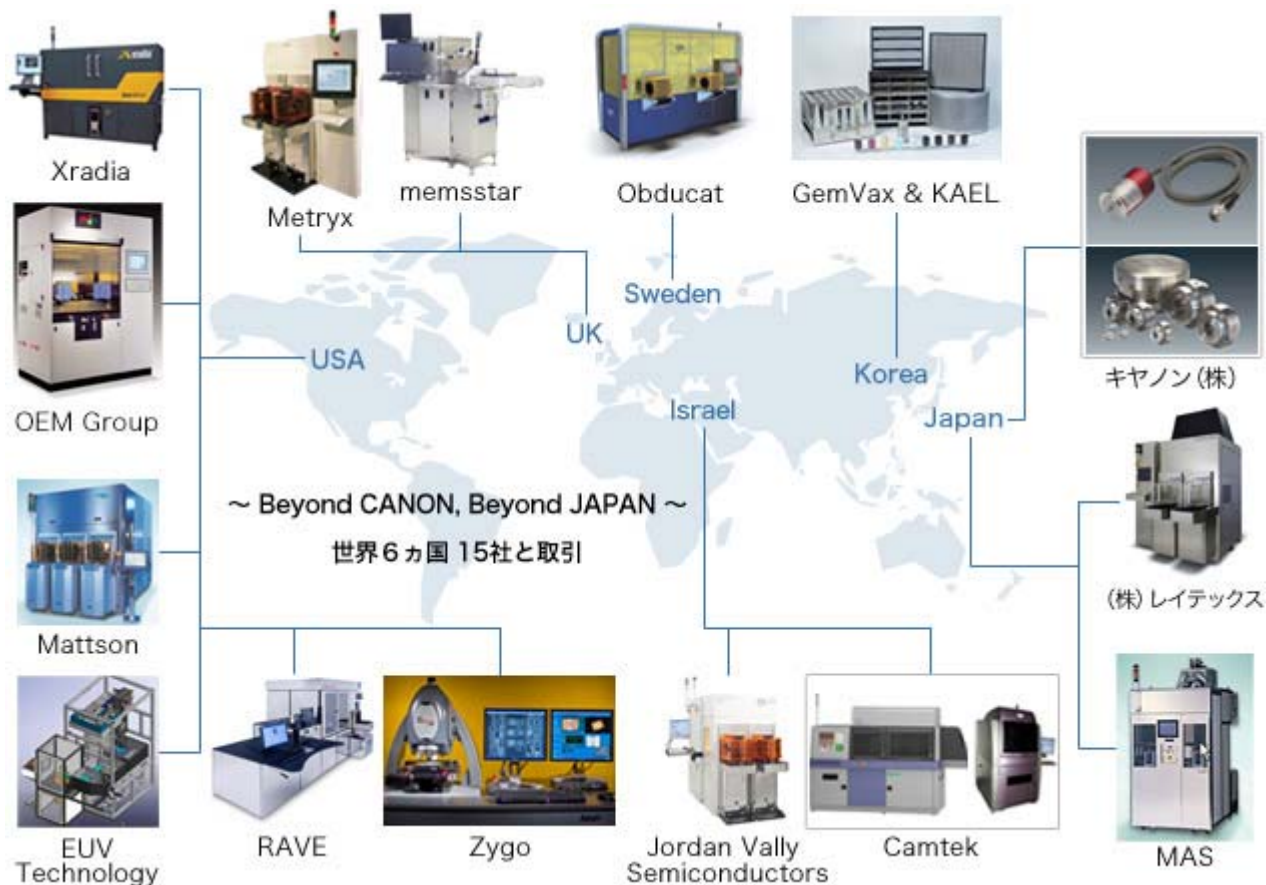 Xradia
Metryx
memsstar
Obducat
GemVax & KAEL
キヤノン(株)
OEM Group
USA
UK
Sweden
Israel
Korea
Japan
～ Beyond CANON, Beyond JAPAN ～
世界6ヵ国 15社と取引
(株)レイテックス
Mattson
EUV
Technology
RAVE
Zygo
Jordan Vally
Semiconductors
Camtek
MAS